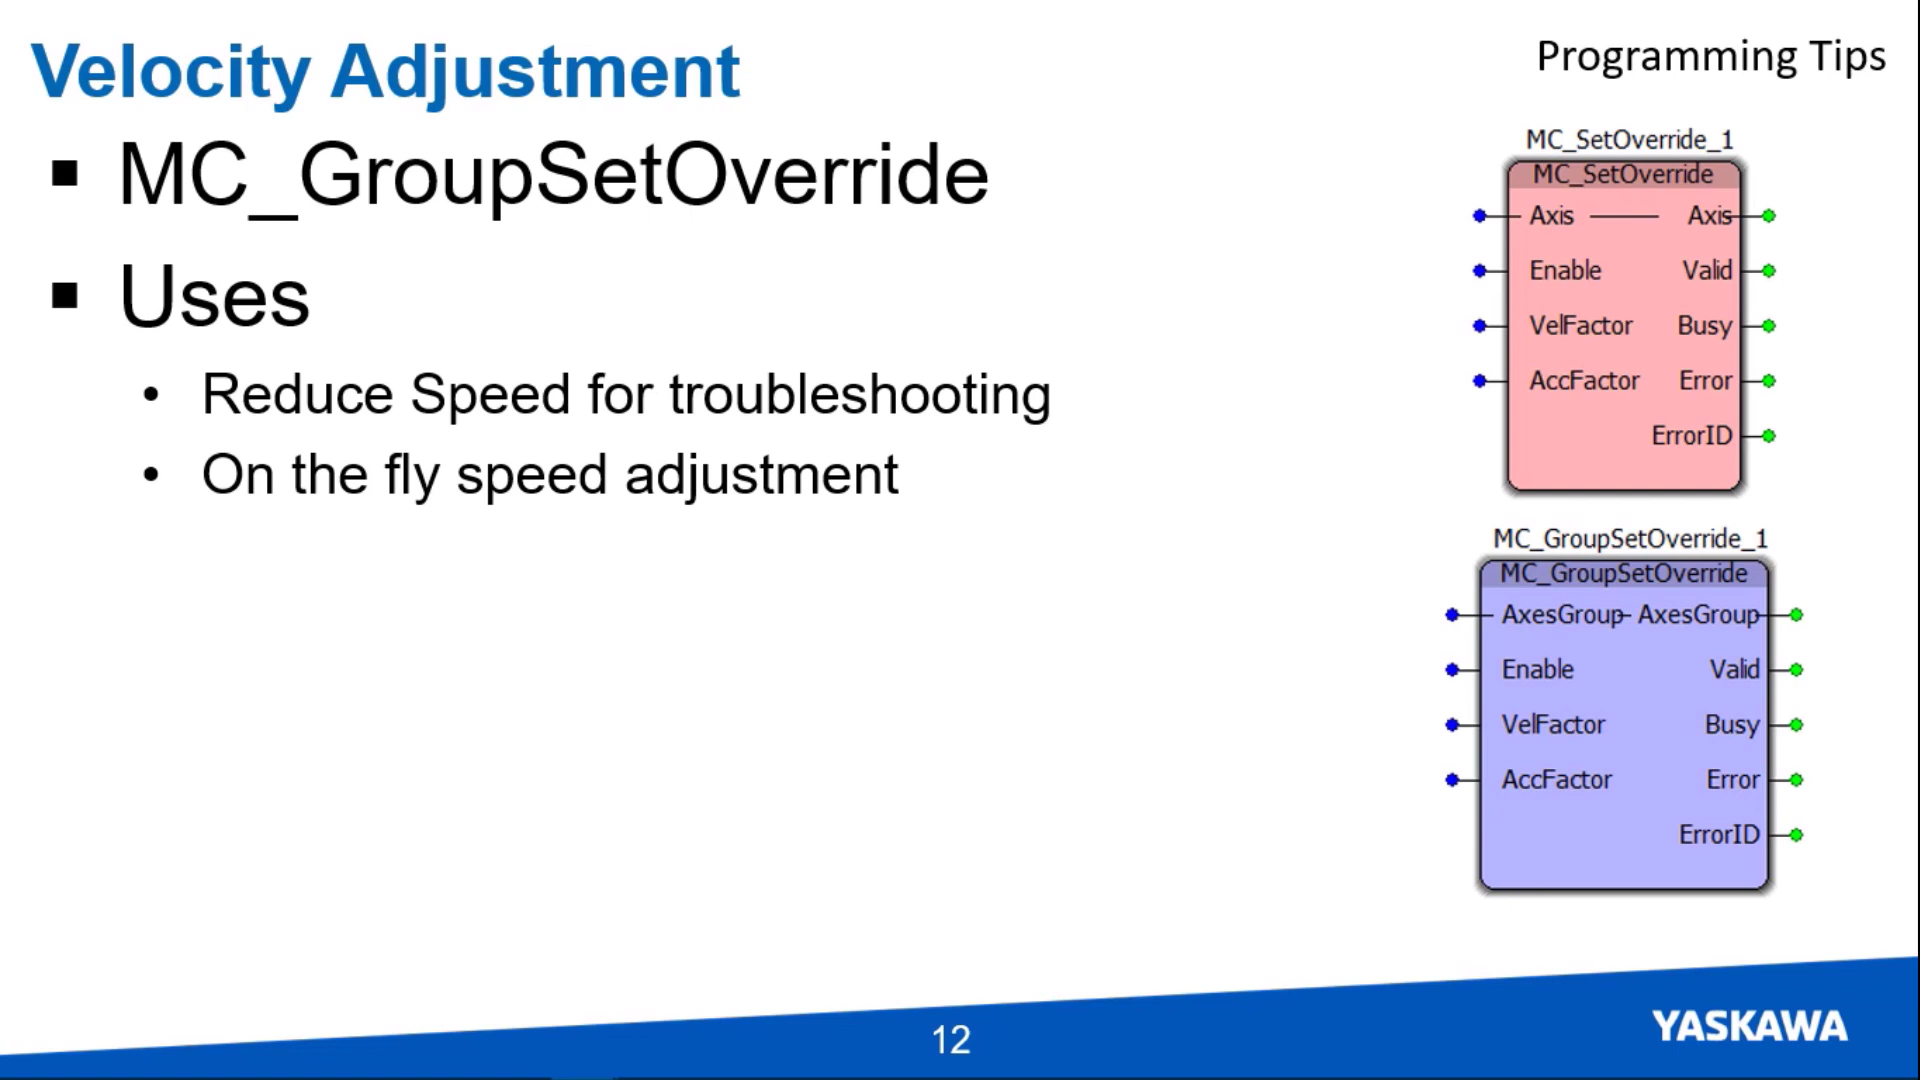 Velocity Adjustment
Programming Tips
▪ MC_GroupSetOverride
▪ Uses
• Reduce Speed for troubleshooting
• On the fly speed adjustment
MC_SetOverride_1
MC_SetOverride
Axis Axis
Enable Valid
VelFactor Busy
AccFactor Error
ErrorID
MC_GroupSetOverride_1
MC_GroupSetOverride
AxesGroup AxesGroup
Enable Valid
VelFactor Busy
AccFactor Error
ErrorID
12
YASKAWA